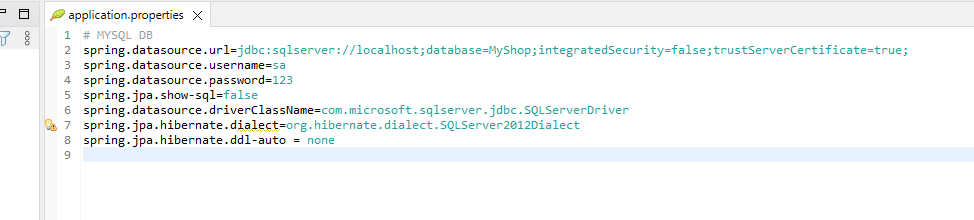 application.properties
1 # MYSQL DB
2 spring.datasource.url=jdbc:sqlserver://localhost;database=MyShop;integratedSecurity=false;trustServerCertificate=true;
3 spring.datasource.username=sa
4 spring.datasource.password=123
5 spring.jpa.show-sql=false
6 spring.datasource.driverClassName=com.microsoft.sqlserver.jdbc.SQLServerDriver
7 spring.jpa.hibernate.dialect=org.hibernate.dialect.SQLServer2012Dialect
8 spring.jpa.hibernate.ddl-auto = none
9